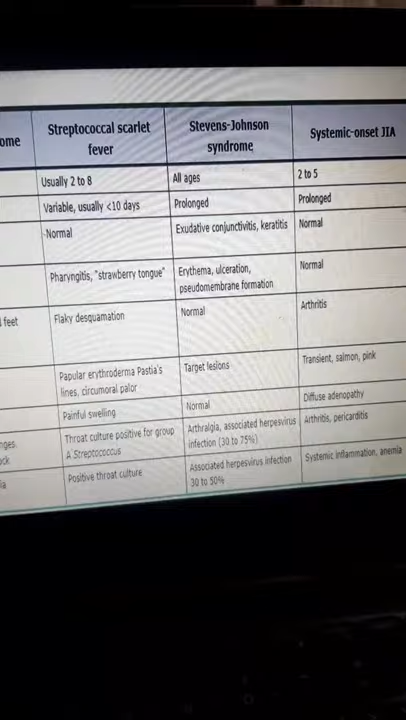 ome
Streptococcal scarlet
fever
Stevens-Johnson
syndrome
Systemic-onset JIA
Usually 2 to 8
All ages
2 to 5
Variable, usually <10 days
Prolonged
Prolonged
Normal
Exudative conjunctivitis, keratitis
Normal
Pharyngitis, "strawberry tongue"
Erythema, ulceration,
pseudomembrane formation
Normal
feet
Flaky desquamation
Normal
Arthritis
Papular erythroderma Pastia's
lines, circumoral palor
Target lesions
Transient, salmon, pink
Painful swelling
Normal
Diffuse adenopathy
nges,
ock
Throat culture positive for group
A Streptococcus
Arthralgia, associated herpesvirus
infection (30 to 75%)
Arthritis, pericarditis
ia
Positive throat culture
Associated herpesvirus infection
30 to 50%
Systemic inflammation, anemia